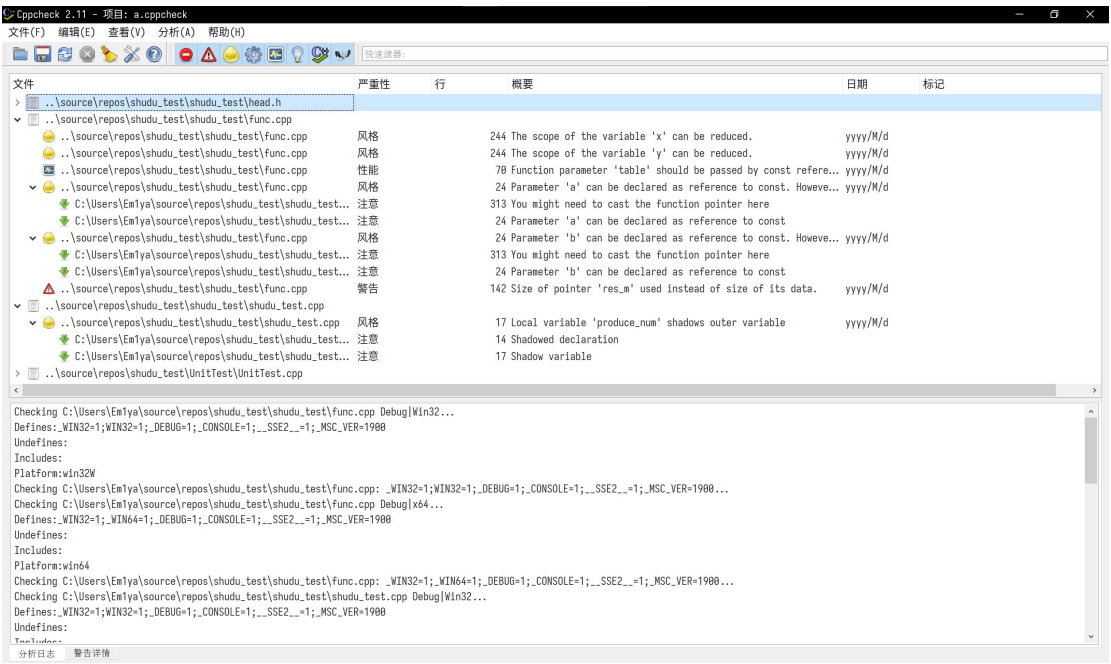 Cppcheck 2.11 - 项目: a.cppcheck
文件(F) 编辑(E) 查看(V) 分析(A) 帮助(H)
快速滤器:
文件 严重性 行 概要 日期 标记
..\source\repos\shudu_test\shudu_test\head.h
..\source\repos\shudu_test\shudu_test\func.cpp
..\source\repos\shudu_test\shudu_test\func.cpp 风格 244 The scope of the variable 'x' can be reduced. yyyy/M/d
..\source\repos\shudu_test\shudu_test\func.cpp 风格 244 The scope of the variable 'y' can be reduced. yyyy/M/d
..\source\repos\shudu_test\shudu_test\func.cpp 性能 70 Function parameter 'table' should be passed by const refere... yyyy/M/d
..\source\repos\shudu_test\shudu_test\func.cpp 风格 24 Parameter 'a' can be declared as reference to const. Howeve... yyyy/M/d
C:\Users\Em1ya\source\repos\shudu_test\shudu_test... 注意 313 You might need to cast the function pointer here
C:\Users\Em1ya\source\repos\shudu_test\shudu_test... 注意 24 Parameter 'a' can be declared as reference to const
..\source\repos\shudu_test\shudu_test\func.cpp 风格 24 Parameter 'b' can be declared as reference to const. Howeve... yyyy/M/d
C:\Users\Em1ya\source\repos\shudu_test\shudu_test... 注意 313 You might need to cast the function pointer here
C:\Users\Em1ya\source\repos\shudu_test\shudu_test... 注意 24 Parameter 'b' can be declared as reference to const
..\source\repos\shudu_test\shudu_test\func.cpp 警告 142 Size of pointer 'res_m' used instead of size of its data. yyyy/M/d
..\source\repos\shudu_test\shudu_test\shudu_test.cpp
..\source\repos\shudu_test\shudu_test\shudu_test.cpp 风格 17 Local variable 'produce_num' shadows outer variable yyyy/M/d
C:\Users\Em1ya\source\repos\shudu_test\shudu_test... 注意 14 Shadowed declaration
C:\Users\Em1ya\source\repos\shudu_test\shudu_test... 注意 17 Shadow variable
..\source\repos\shudu_test\UnitTest\UnitTest.cpp
Checking C:\Users\Em1ya\source\repos\shudu_test\shudu_test\func.cpp Debug|Win32...
Defines:_WIN32=1;WIN32=1;_DEBUG=1;_CONSOLE=1;__SSE2__=1;_MSC_VER=1900
Undefines:
Includes:
Platform:win32W
Checking C:\Users\Em1ya\source\repos\shudu_test\shudu_test\func.cpp: _WIN32=1;WIN32=1;_DEBUG=1;_CONSOLE=1;__SSE2__=1;_MSC_VER=1900...
Checking C:\Users\Em1ya\source\repos\shudu_test\shudu_test\func.cpp Debug|x64...
Defines:_WIN32=1;_WIN64=1;_DEBUG=1;_CONSOLE=1;__SSE2__=1;_MSC_VER=1900
Undefines:
Includes:
Platform:win64
Checking C:\Users\Em1ya\source\repos\shudu_test\shudu_test\func.cpp: _WIN32=1;_WIN64=1;_DEBUG=1;_CONSOLE=1;__SSE2__=1;_MSC_VER=1900...
Checking C:\Users\Em1ya\source\repos\shudu_test\shudu_test\shudu_test.cpp Debug|Win32...
Defines:_WIN32=1;WIN32=1;_DEBUG=1;_CONSOLE=1;__SSE2__=1;_MSC_VER=1900
Undefines:
Includes:
分析日志 警告详情